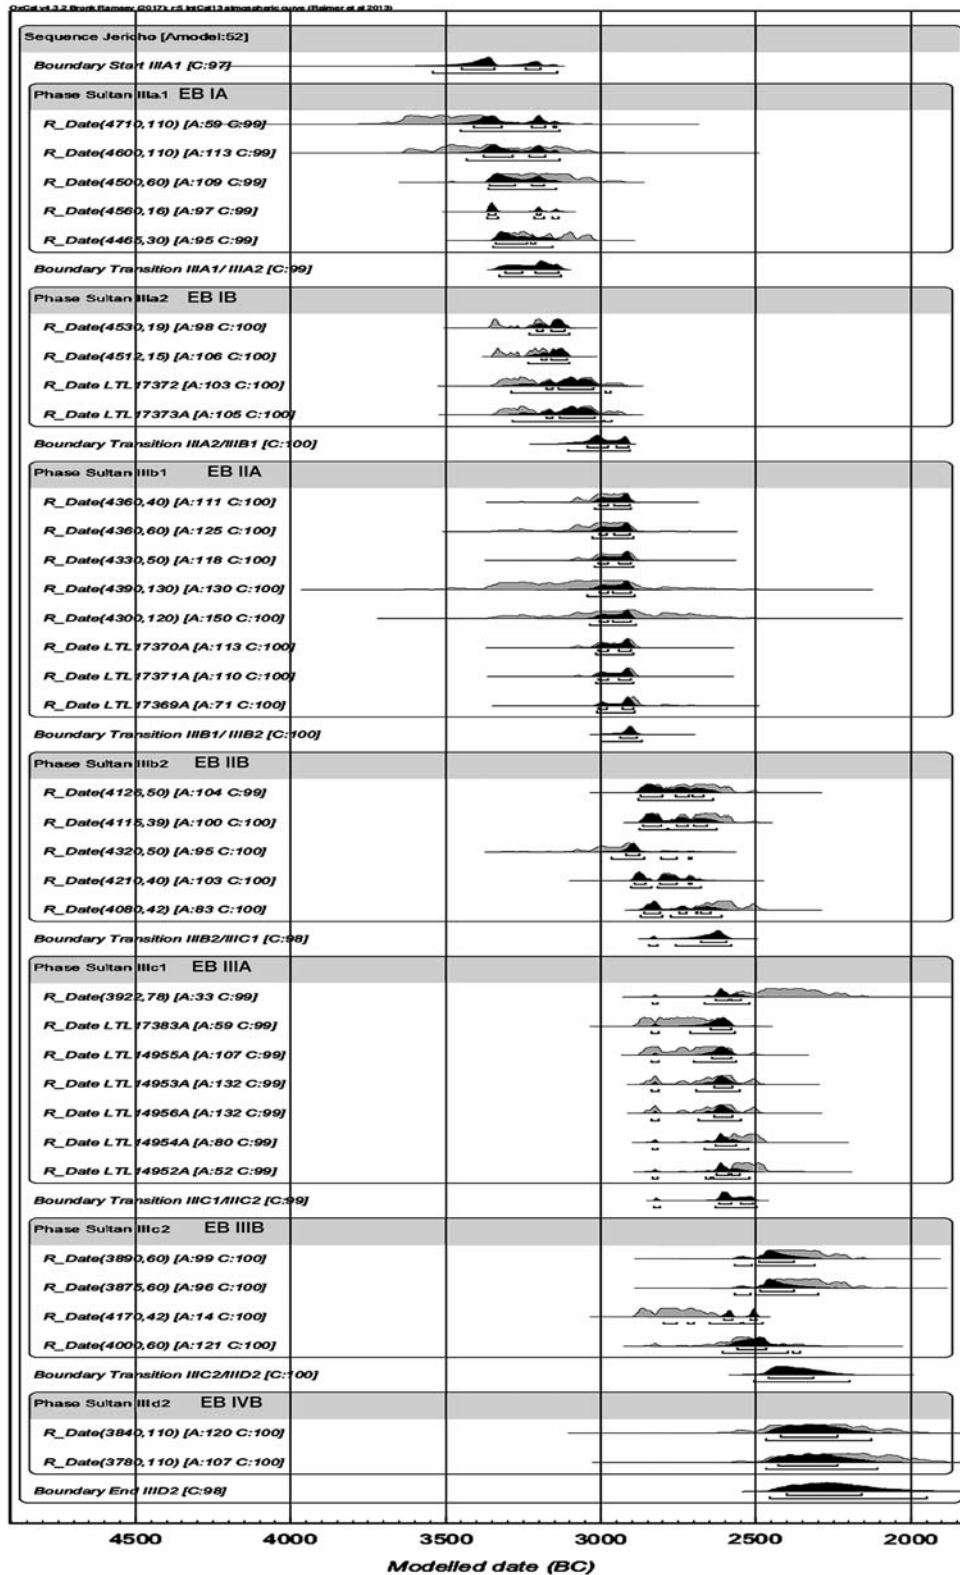 OxCal v4.3.2 Bronk Ramsey (2017); r:5 IntCal13 atmospheric curve (Reimer et al 2013)
Sequence Jericho [Amodel:52]
Boundary Start IIIA1 [C:97]
Phase Sultan IIIa.1 EB IA
R_Date(4710,110) [A:59 C:99]
R_Date(4600,110) [A:113 C:99]
R_Date(4500,60) [A:109 C:99]
R_Date(4560,16) [A:97 C:99]
R_Date(4465,30) [A:95 C:99]
Boundary Transition IIIA1/ IIIA2 [C:99]
Phase Sultan IIIa2 EB IB
R_Date(4530,19) [A:98 C:100]
R_Date(4512,15) [A:106 C:100]
R_Date LTL17372 [A:103 C:100]
R_Date LTL17373A [A:105 C:100]
Boundary Transition IIIA2/IIIB1 [C:100]
Phase Sultan IIIb1 EB IIA
R_Date(4360,40) [A:111 C:100]
R_Date(4360,60) [A:125 C:100]
R_Date(4330,50) [A:118 C:100]
R_Date(4390,130) [A:130 C:100]
R_Date(4300,120) [A:150 C:100]
R_Date LTL17370A [A:113 C:100]
R_Date LTL17371A [A:110 C:100]
R_Date LTL17369A [A:71 C:100]
Boundary Transition IIIB1/ IIIB2 [C:100]
Phase Sultan IIIb2 EB IIB
R_Date(4126,50) [A:104 C:99]
R_Date(4115,39) [A:100 C:100]
R_Date(4320,50) [A:95 C:100]
R_Date(4210,40) [A:103 C:100]
R_Date(4080,42) [A:83 C:100]
Boundary Transition IIIB2/IIIC1 [C:98]
Phase Sultan IIIc1 EB IIIA
R_Date(3922,78) [A:33 C:99]
R_Date LTL17383A [A:59 C:99]
R_Date LTL14955A [A:107 C:99]
R_Date LTL14953A [A:132 C:99]
R_Date LTL14956A [A:132 C:99]
R_Date LTL14954A [A:80 C:99]
R_Date LTL14952A [A:52 C:99]
Boundary Transition IIIC1/IIIC2 [C:99]
Phase Sultan IIIc2 EB IIIB
R_Date(3890,60) [A:99 C:100]
R_Date(3875,60) [A:96 C:100]
R_Date(4170,42) [A:14 C:100]
R_Date(4000,60) [A:121 C:100]
Boundary Transition IIIC2/IIID2 [C:100]
Phase Sultan IIId2 EB IVB
R_Date(3840,110) [A:120 C:100]
R_Date(3780,110) [A:107 C:100]
Boundary End IIID2 [C:98]
4500 4000 3500 3000 2500 2000
Modelled date (BC)